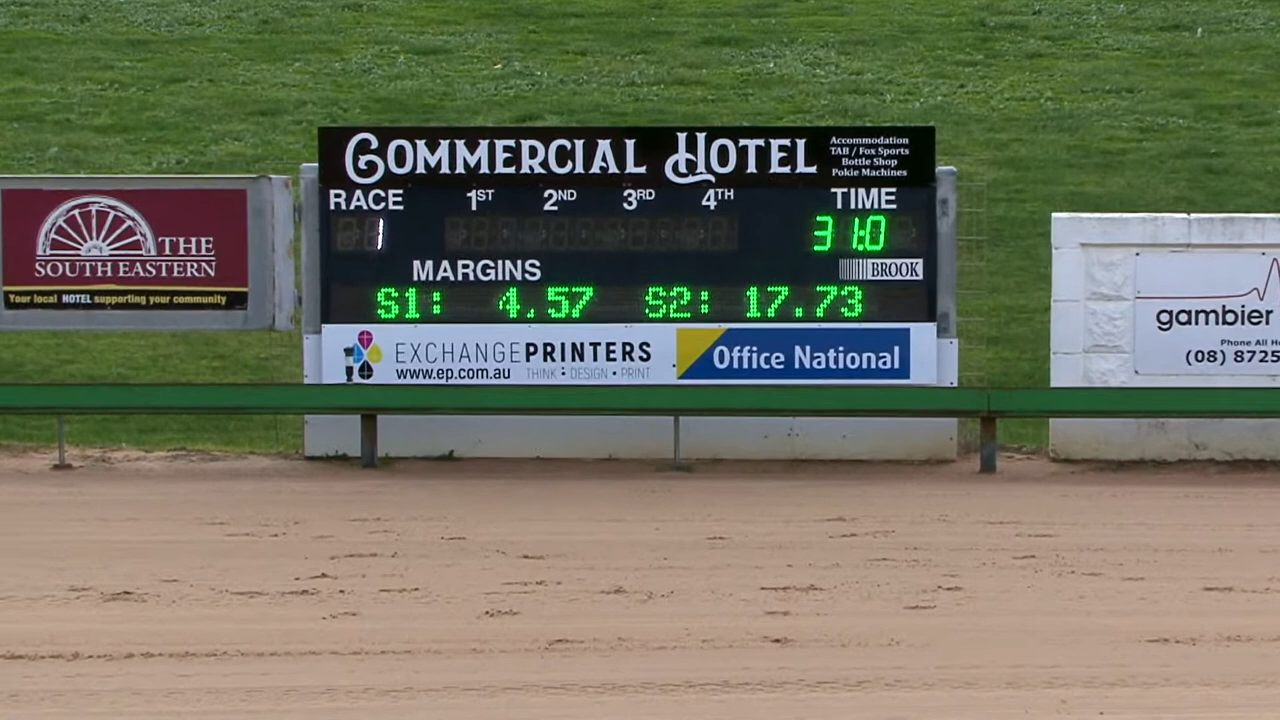 COMMERCIAL HOTEL
Accommodation
TAB / Fox Sports
Bottle Shop
Pokie Machines
RACE 1ST 2ND 3RD 4TH TIME
1 31:0
MARGINS
BROOK
S1: 4.57 S2: 17.73
EXCHANGEPRINTERS
www.ep.com.au
THINK : DESIGN • PRINT
Office National
THE
SOUTH EASTERN
Your local HOTEL supporting your community
gambier
Phone All Ho
(08) 8725